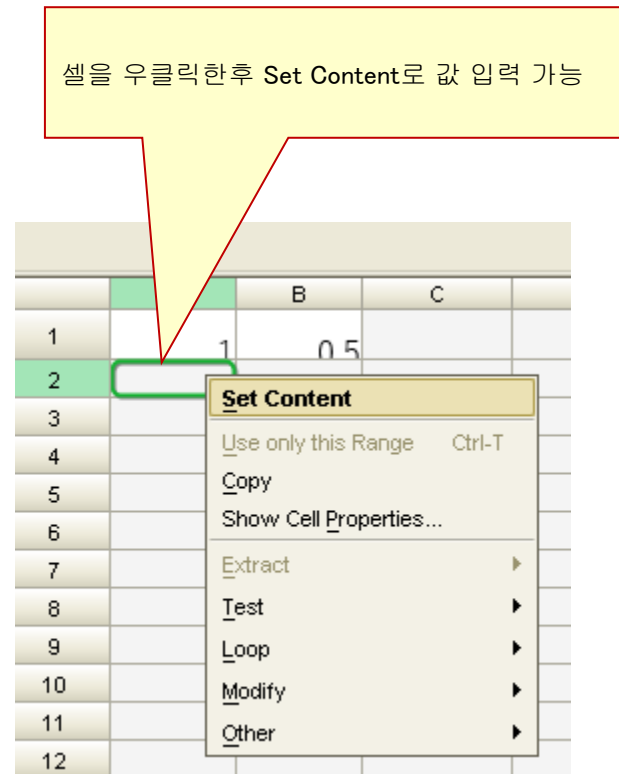 셀을 우클릭한후 Set Content로 값 입력 가능
B C
1 1 0.5
2
Set Content
3
Use only this Range Ctrl-T
4
Copy
5
Show Cell Properties...
6
7
Extract
8
Test
9
Loop
10
Modify
11
Other
12